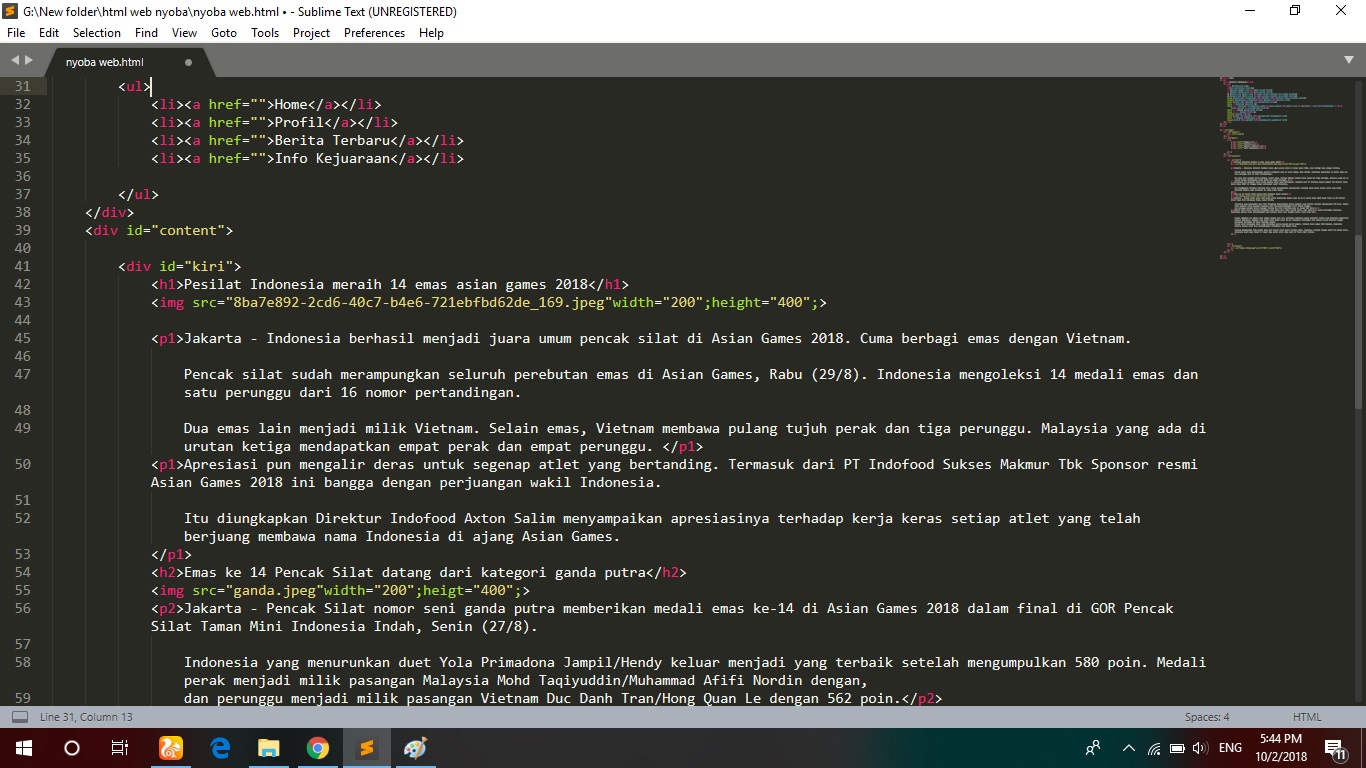 G:\New folder\html web nyoba\nyoba web.html • - Sublime Text (UNREGISTERED)
File Edit Selection Find View Goto Tools Project Preferences Help
nyoba web.html
31 <ul>
32 <li><a href="">Home</a></li>
33 <li><a href="">Profil</a></li>
34 <li><a href="">Berita Terbaru</a></li>
35 <li><a href="">Info Kejuaraan</a></li>
36
37 </ul>
38 </div>
39 <div id="content">
40
41 <div id="kiri">
42 <h1>Pesilat Indonesia meraih 14 emas asian games 2018</h1>
43 <img src="8ba7e892-2cd6-40c7-b4e6-721ebfbd62de_169.jpeg"width="200";height="400";>
44
45 <p1>Jakarta - Indonesia berhasil menjadi juara umum pencak silat di Asian Games 2018. Cuma berbagi emas dengan Vietnam.
46
47 Pencak silat sudah merampungkan seluruh perebutan emas di Asian Games, Rabu (29/8). Indonesia mengoleksi 14 medali emas dan
satu perunggu dari 16 nomor pertandingan.
48
49 Dua emas lain menjadi milik Vietnam. Selain emas, Vietnam membawa pulang tujuh perak dan tiga perunggu. Malaysia yang ada di
urutan ketiga mendapatkan empat perak dan empat perunggu. </p1>
50 <p1>Apresiasi pun mengalir deras untuk segenap atlet yang bertanding. Termasuk dari PT Indofood Sukses Makmur Tbk Sponsor resmi
Asian Games 2018 ini bangga dengan perjuangan wakil Indonesia.
51
52 Itu diungkapkan Direktur Indofood Axton Salim menyampaikan apresiasinya terhadap kerja keras setiap atlet yang telah
berjuang membawa nama Indonesia di ajang Asian Games.
53 </p1>
54 <h2>Emas ke 14 Pencak Silat datang dari kategori ganda putra</h2>
55 <img src="ganda.jpeg"width="200";heigt="400";>
56 <p2>Jakarta - Pencak Silat nomor seni ganda putra memberikan medali emas ke-14 di Asian Games 2018 dalam final di GOR Pencak
Silat Taman Mini Indonesia Indah, Senin (27/8).
57
58 Indonesia yang menurunkan duet Yola Primadona Jampil/Hendy keluar menjadi yang terbaik setelah mengumpulkan 580 poin. Medali
perak menjadi milik pasangan Malaysia Mohd Taqiyuddin/Muhammad Afifi Nordin dengan,
59 dan perunggu menjadi milik pasangan Vietnam Duc Danh Tran/Hong Quan Le dengan 562 poin.</p2>
Line 31, Column 13 Spaces: 4 HTML
ENG 5:44 PM
10/2/2018 11